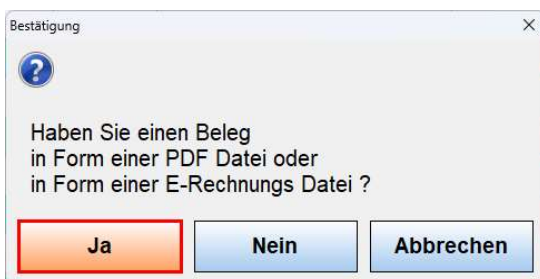 Bestätigung
Haben Sie einen Beleg
in Form einer PDF Datei oder
in Form einer E-Rechnungs Datei ?
Ja
Nein
Abbrechen